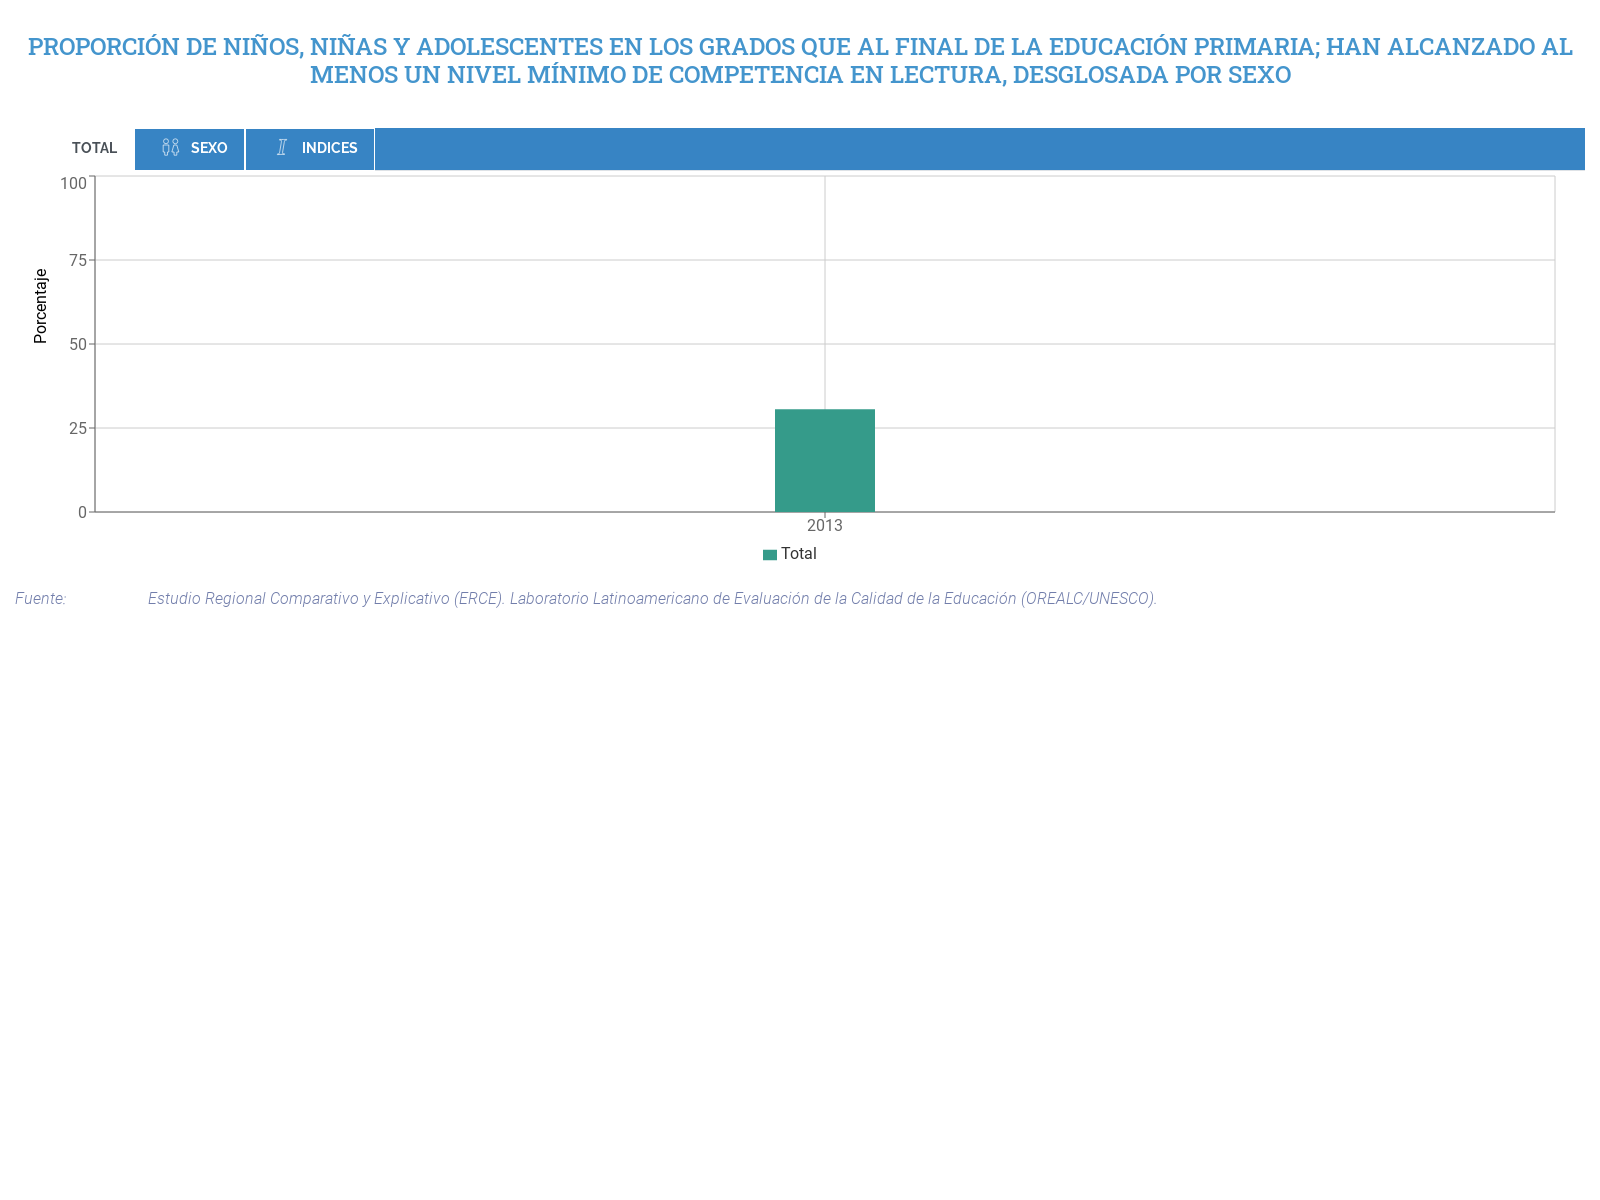 PROPORCIÓN DE NIÑOS, NIÑAS Y ADOLESCENTES EN LOS GRADOS QUE AL FINAL DE LA EDUCACIÓN PRIMARIA; HAN ALCANZADO AL
MENOS UN NIVEL MÍNIMO DE COMPETENCIA EN LECTURA, DESGLOSADA POR SEXO
TOTAL SEXO INDICES
100
75
Porcentaje
50
25
0
2013
Total
Fuente: Estudio Regional Comparativo y Explicativo (ERCE). Laboratorio Latinoamericano de Evaluación de la Calidad de la Educación (OREALC/UNESCO).